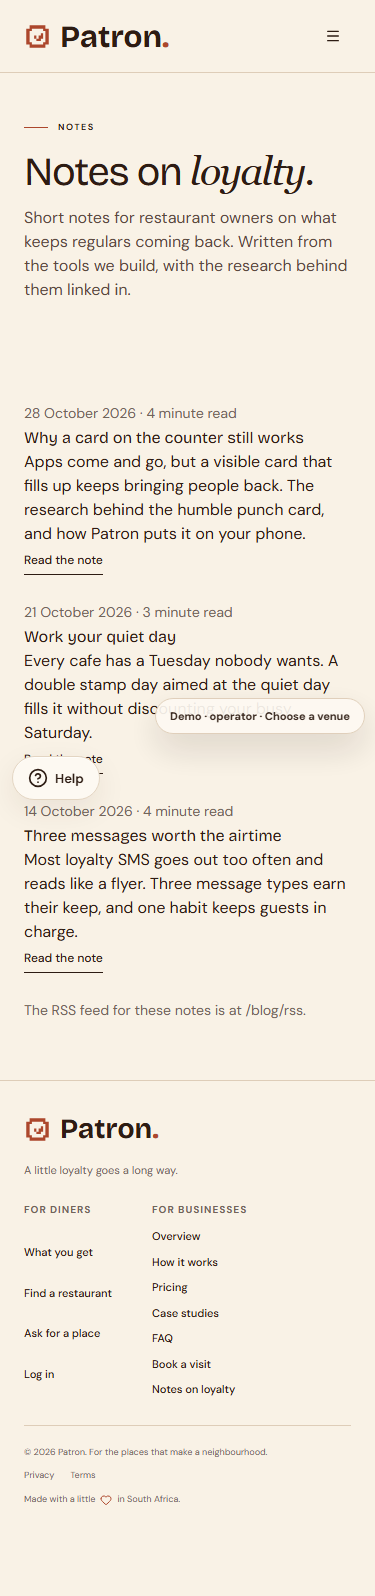 Patron.
NOTES
Notes on loyalty.
Short notes for restaurant owners on what
keeps regulars coming back. Written from
the tools we build, with the research behind
them linked in.
28 October 2026 · 4 minute read
Why a card on the counter still works
Apps come and go, but a visible card that
fills up keeps bringing people back. The
research behind the humble punch card,
and how Patron puts it on your phone.
Read the note
21 October 2026 · 3 minute read
Work your quiet day
Every cafe has a Tuesday nobody wants. A
double stamp day aimed at the quiet day
fills it without discounting your busy
Demo · operator · Choose a venue
Saturday.
Help
14 October 2026 · 4 minute read
Three messages worth the airtime
Most loyalty SMS goes out too often and
reads like a flyer. Three message types earn
their keep, and one habit keeps guests in
charge.
Read the note
The RSS feed for these notes is at /blog/rss.
Patron.
A little loyalty goes a long way.
FOR DINERS
What you get
Find a restaurant
Ask for a place
Log in
FOR BUSINESSES
Overview
How it works
Pricing
Case studies
FAQ
Book a visit
Notes on loyalty
© 2026 Patron. For the places that make a neighbourhood.
Privacy Terms
Made with a little in South Africa.